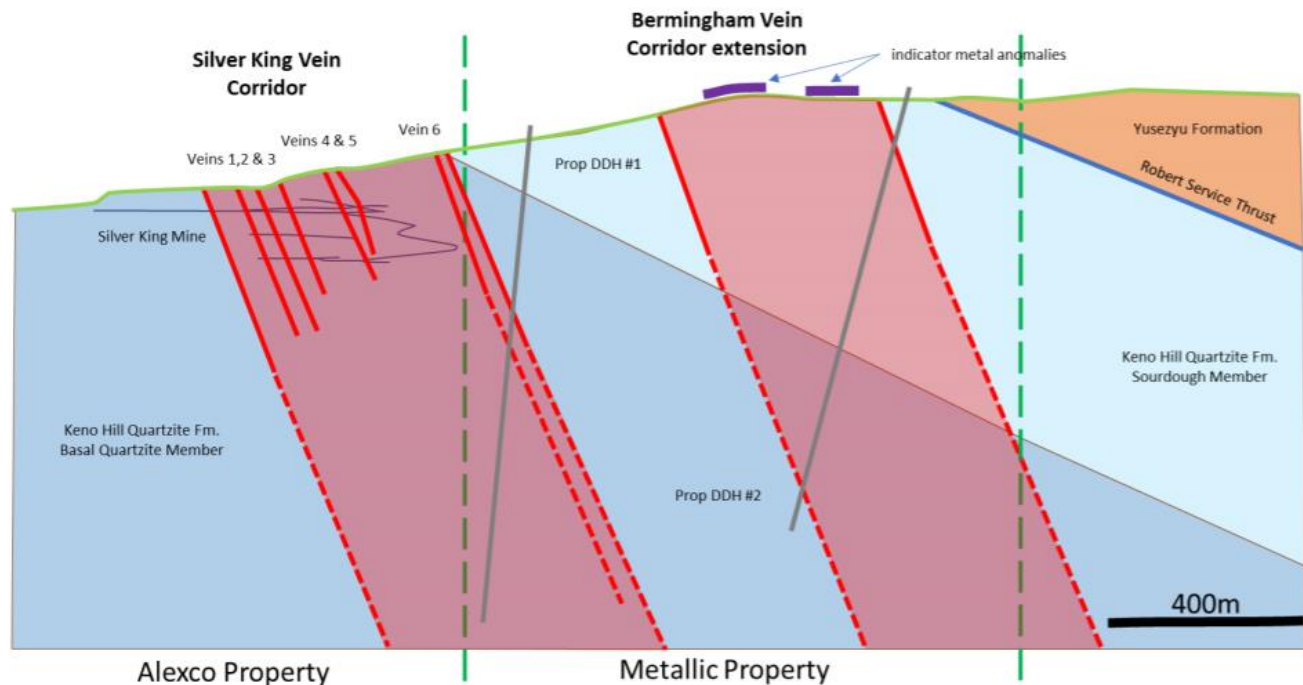 Bermingham Vein
Corridor extension
indicator metal anomalies
Silver King Vein
Corridor
Veins 4 & 5
Vein 6
Veins 1,2 & 3
Yusezyu Formation
Prop DDH #1
Robert Service Thrust
Silver King Mine
Keno Hill Quartzite Fm.
Sourdough Member
Keno Hill Quartzite Fm.
Basal Quartzite Member
Prop DDH #2
400m
Alexco Property
Metallic Property